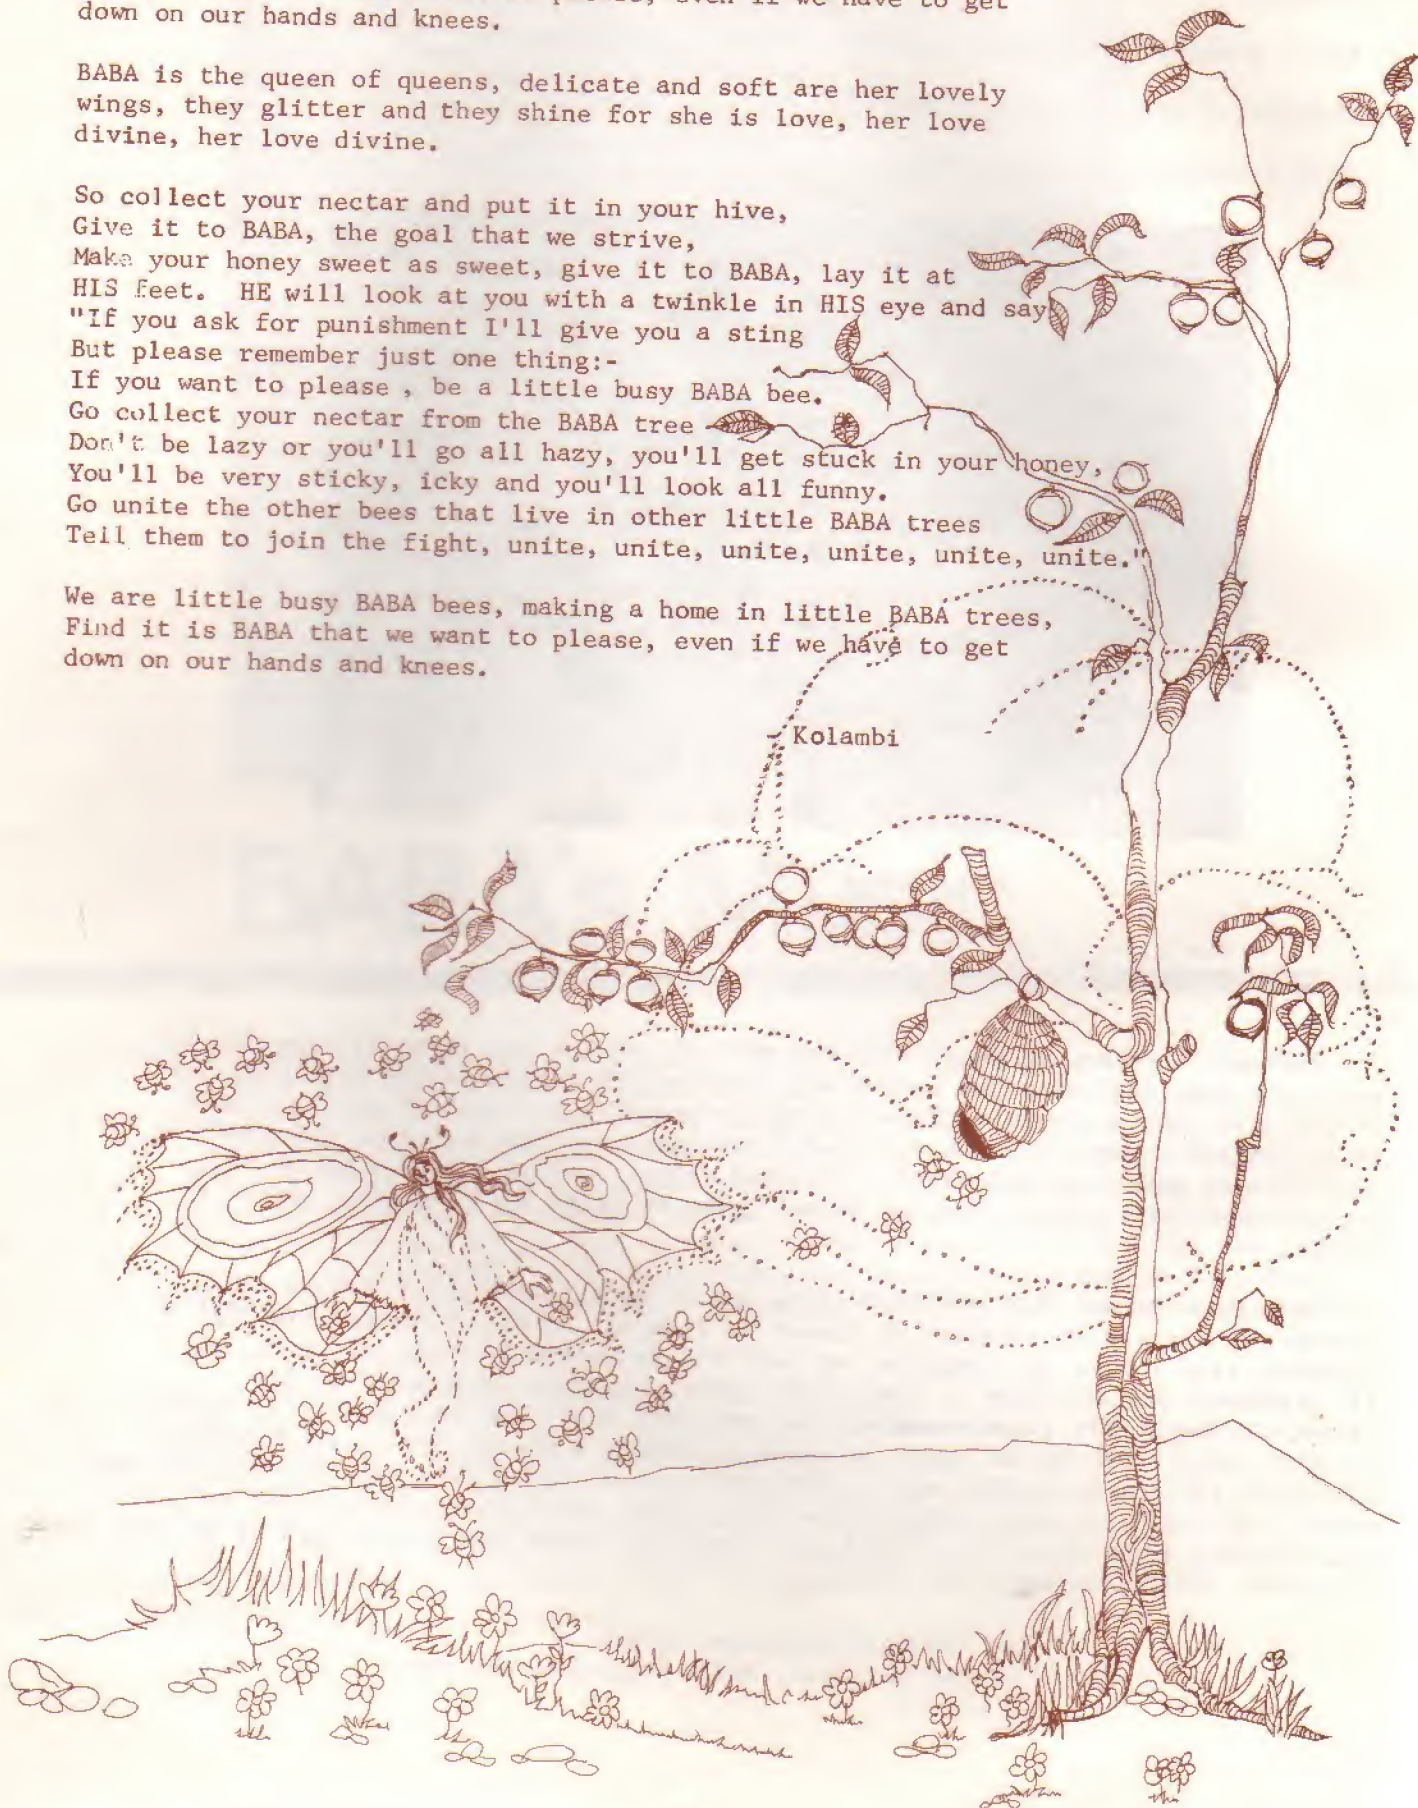 please, even if we have to get
down on our hands and knees.
BABA is the queen of queens, delicate and soft are her lovely
wings, they glitter and they shine for she is love, her love
divine, her love divine.
So collect your nectar and put it in your hive,
Give it to BABA, the goal that we strive,
Make your honey sweet as sweet, give it to BABA, lay it at
HIS feet.  HE will look at you with a twinkle in HIS eye and say
"If you ask for punishment I'll give you a sting
But please remember just one thing:-
If you want to please , be a little busy BABA bee.
Go collect your nectar from the BABA tree
Don't be lazy or you'll go all hazy, you'll get stuck in your honey,
You'll be very sticky, icky and you'll look all funny.
Go unite the other bees that live in other little BABA trees
Tell them to join the fight, unite, unite, unite, unite, unite, unite."
We are little busy BABA bees, making a home in little BABA trees,
Find it is BABA that we want to please, even if we have to get
down on our hands and knees.
- Kolambi